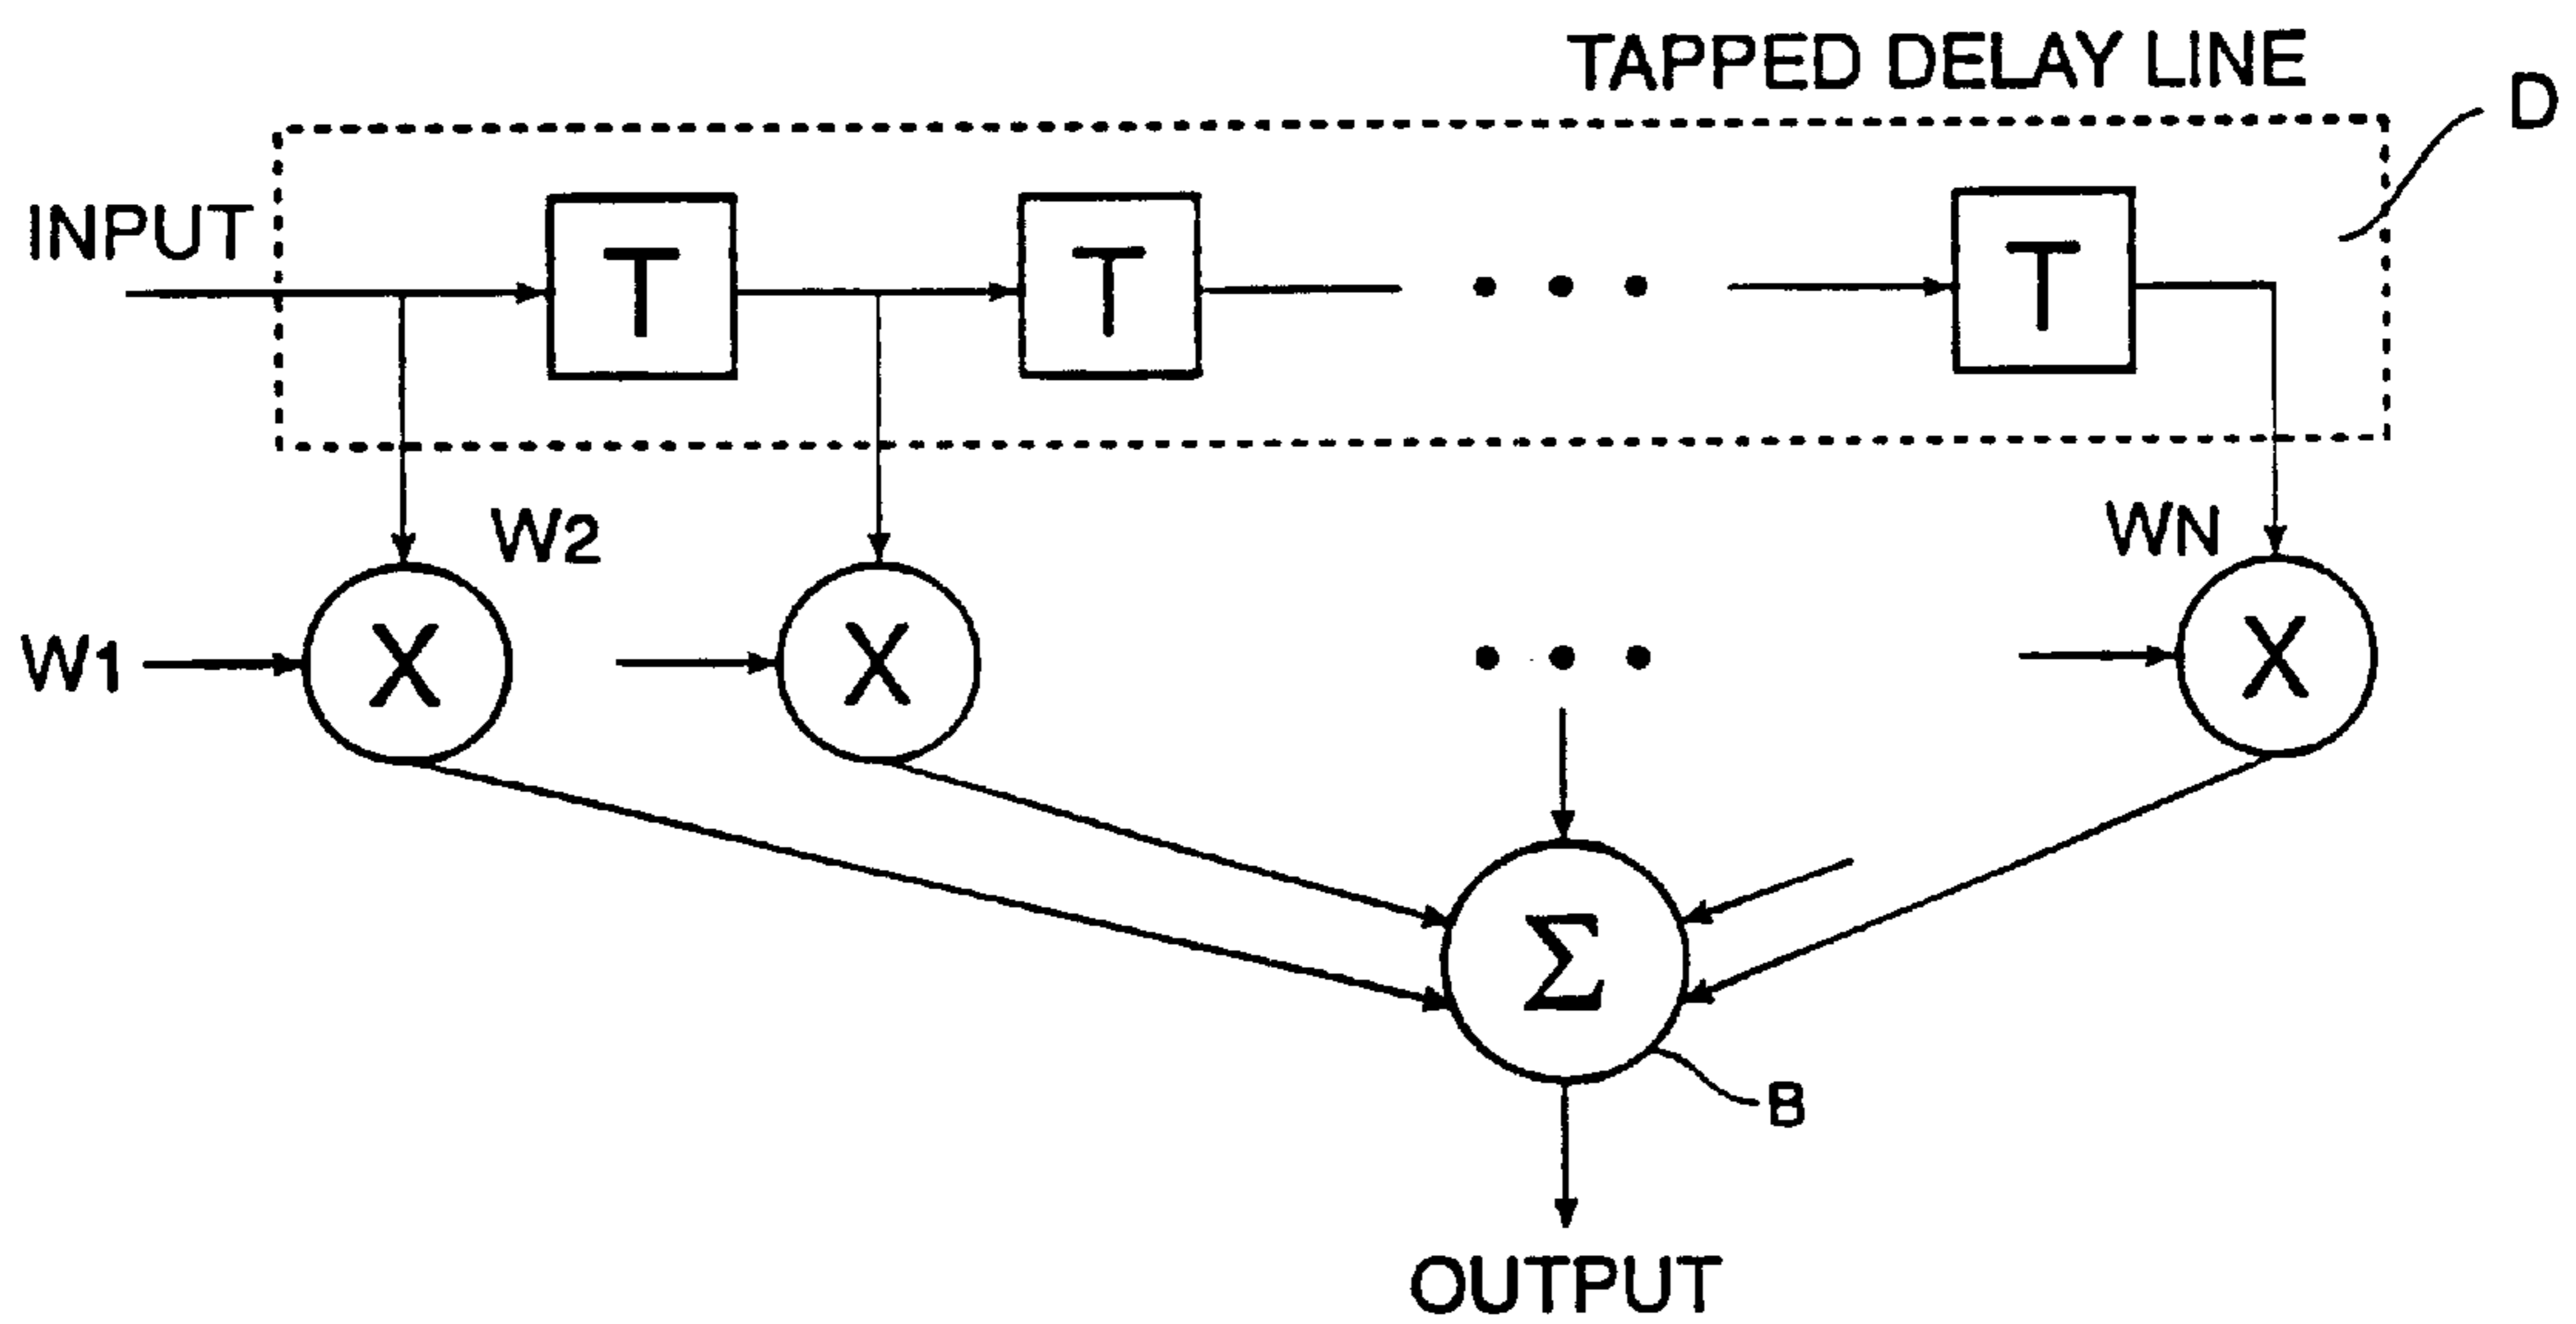 TAPPED DELAY LINE
D
INPUT
T
T
T
W2
WN
W1
X
X
X
Σ
B
OUTPUT